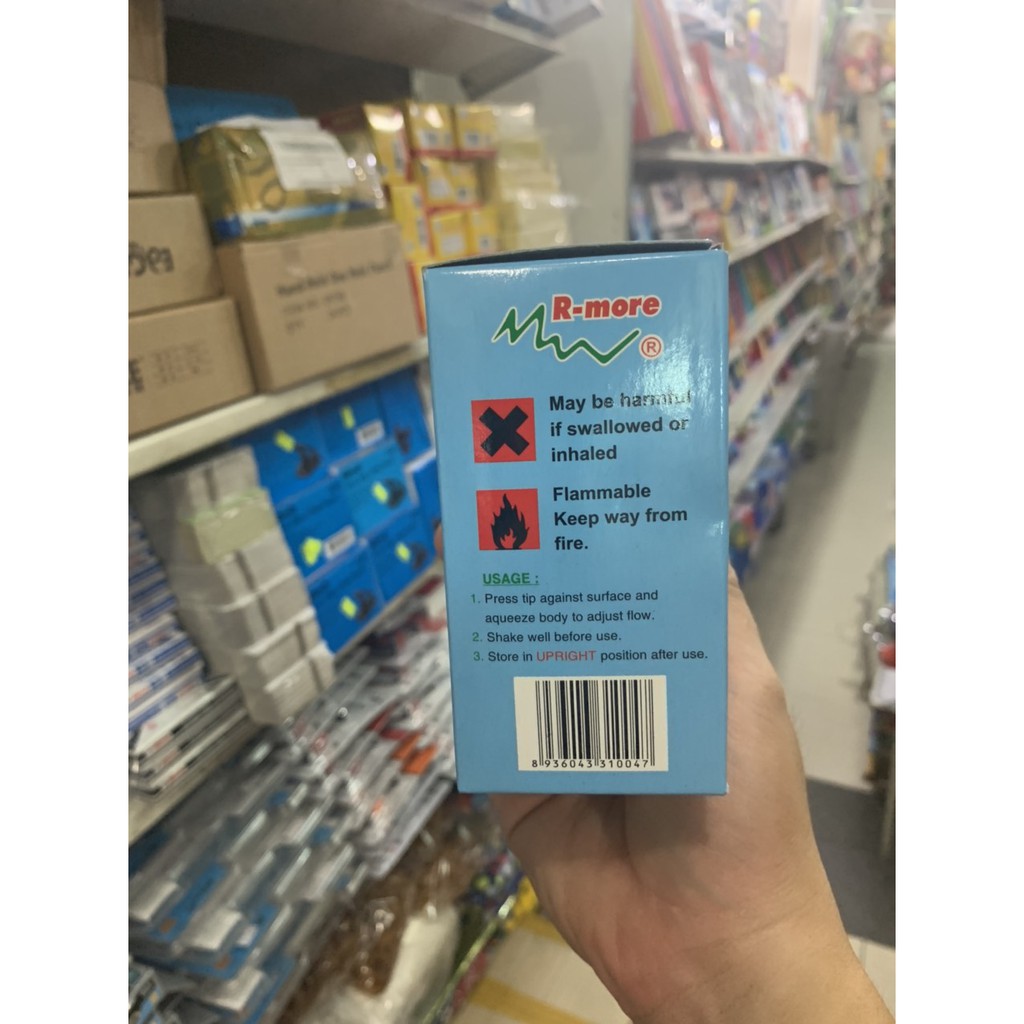 R-more
®
May be harmful
if swallowed or
inhaled
Flammable
Keep way from
fire.
USAGE :
1. Press tip against surface and
aqueeze body to adjust flow.
2. Shake well before use.
3. Store in UPRIGHT position after use.
8 936043 310047